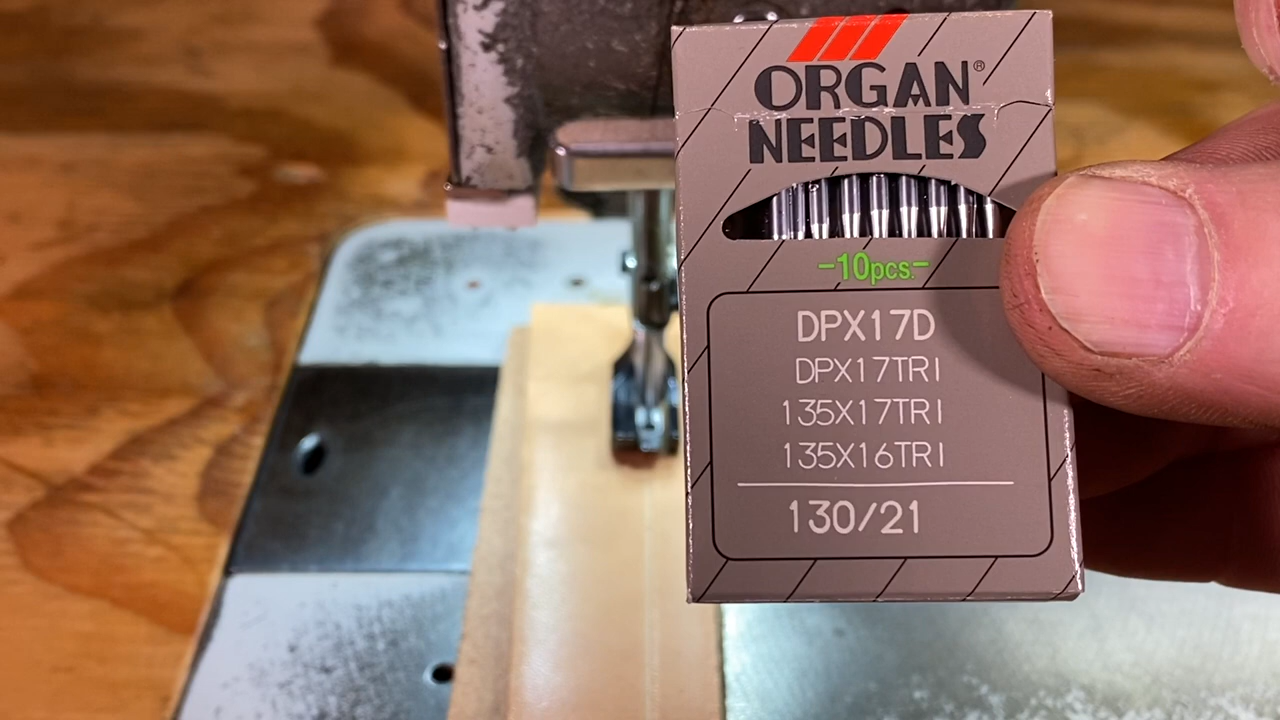 ORGAN®
NEEDLES
-10pcs.-
DPX17D
DPX17TRI
135X17TRI
135X16TRI
130/21